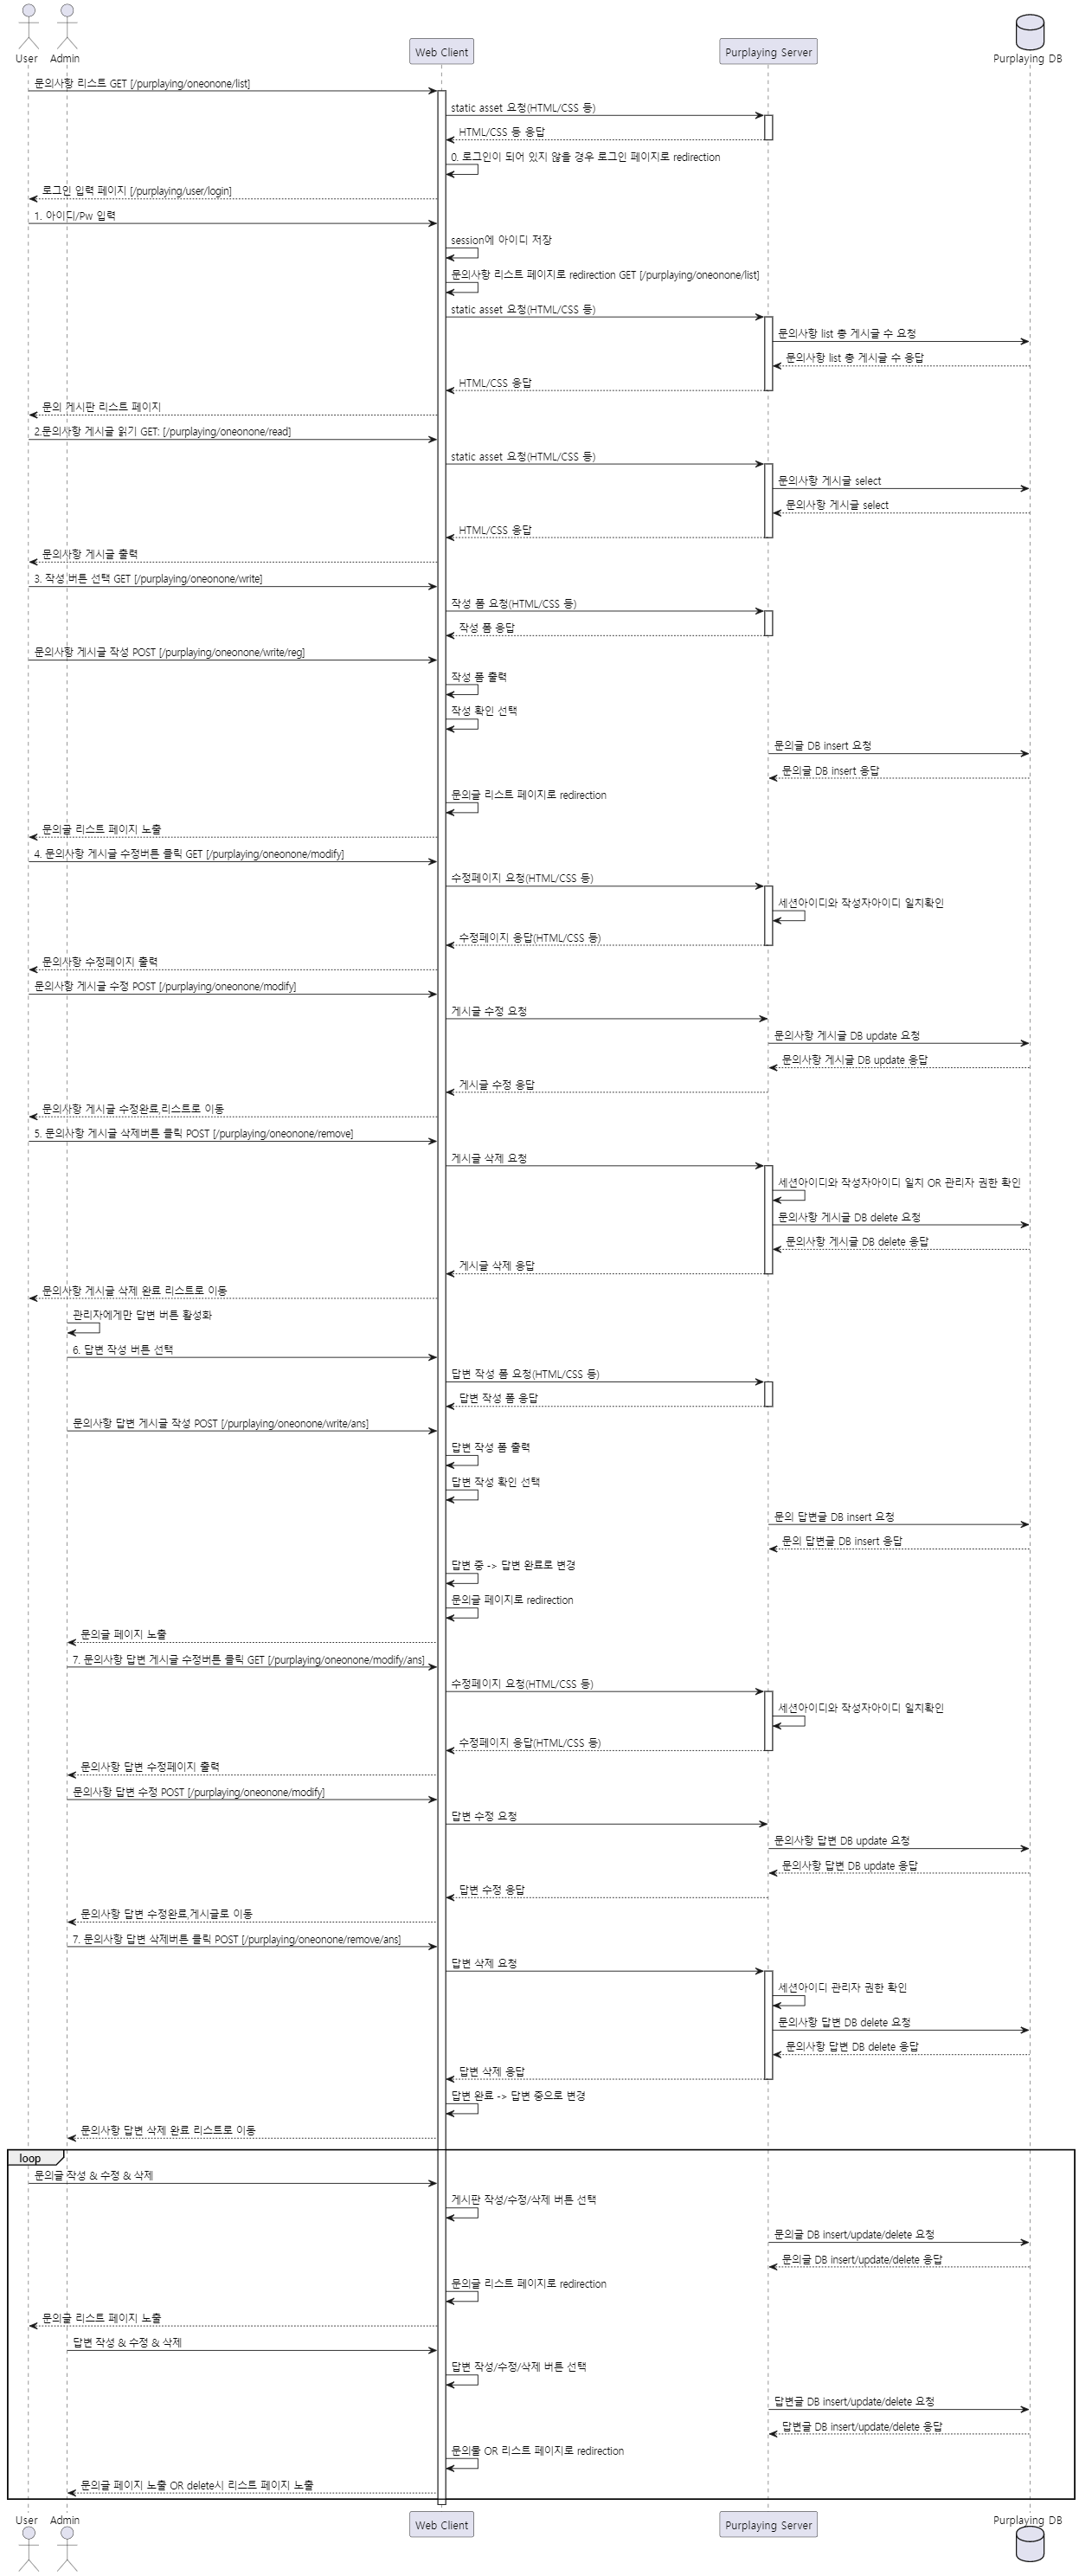 User
Admin
Web Client
Purplaying Server
Purplaying DB
문의사항 리스트 GET [/purplaying/oneonone/list]
static asset 요청(HTML/CSS 등)
HTML/CSS 등 응답
0. 로그인이 되어 있지 않을 경우 로그인 페이지로 redirection
로그인 입력 페이지 [/purplaying/user/login]
1. 아이디/Pw 입력
session에 아이디 저장
문의사항 리스트 페이지로 redirection GET [/purplaying/oneonone/list]
static asset 요청(HTML/CSS 등)
문의사항 list 총 게시글 수 요청
문의사항 list 총 게시글 수 응답
HTML/CSS 응답
문의 게시판 리스트 페이지
2.문의사항 게시글 읽기 GET: [/purplaying/oneonone/read]
static asset 요청(HTML/CSS 등)
문의사항 게시글 select
문의사항 게시글 select
HTML/CSS 응답
문의사항 게시글 출력
3. 작성 버튼 선택 GET [/purplaying/oneonone/write]
작성 폼 요청(HTML/CSS 등)
작성 폼 응답
문의사항 게시글 작성 POST [/purplaying/oneonone/write/reg]
작성 폼 출력
작성 확인 선택
문의글 DB insert 요청
문의글 DB insert 응답
문의글 리스트 페이지로 redirection
문의글 리스트 페이지 노출
4. 문의사항 게시글 수정버튼 클릭 GET [/purplaying/oneonone/modify]
수정페이지 요청(HTML/CSS 등)
세션아이디와 작성자아이디 일치확인
수정페이지 응답(HTML/CSS 등)
문의사항 수정페이지 출력
문의사항 게시글 수정 POST [/purplaying/oneonone/modify]
게시글 수정 요청
문의사항 게시글 DB update 요청
문의사항 게시글 DB update 응답
게시글 수정 응답
문의사항 게시글 수정완료,리스트로 이동
5. 문의사항 게시글 삭제버튼 클릭 POST [/purplaying/oneonone/remove]
게시글 삭제 요청
세션아이디와 작성자아이디 일치 OR 관리자 권한 확인
문의사항 게시글 DB delete 요청
문의사항 게시글 DB delete 응답
게시글 삭제 응답
문의사항 게시글 삭제 완료 리스트로 이동
관리자에게만 답변 버튼 활성화
6. 답변 작성 버튼 선택
답변 작성 폼 요청(HTML/CSS 등)
답변 작성 폼 응답
문의사항 답변 게시글 작성 POST [/purplaying/oneonone/write/ans]
답변 작성 폼 출력
답변 작성 확인 선택
문의 답변글 DB insert 요청
문의 답변글 DB insert 응답
답변 중 -> 답변 완료로 변경
문의글 페이지로 redirection
문의글 페이지 노출
7. 문의사항 답변 게시글 수정버튼 클릭 GET [/purplaying/oneonone/modify/ans]
수정페이지 요청(HTML/CSS 등)
세션아이디와 작성자아이디 일치확인
수정페이지 응답(HTML/CSS 등)
문의사항 답변 수정페이지 출력
문의사항 답변 수정 POST [/purplaying/oneonone/modify]
답변 수정 요청
문의사항 답변 DB update 요청
문의사항 답변 DB update 응답
답변 수정 응답
문의사항 답변 수정완료,게시글로 이동
7. 문의사항 답변 삭제버튼 클릭 POST [/purplaying/oneonone/remove/ans]
답변 삭제 요청
세션아이디 관리자 권한 확인
문의사항 답변 DB delete 요청
문의사항 답변 DB delete 응답
답변 삭제 응답
답변 완료 -> 답변 중으로 변경
문의사항 답변 삭제 완료 리스트로 이동
loop
문의글 작성 & 수정 & 삭제
게시판 작성/수정/삭제 버튼 선택
문의글 DB insert/update/delete 요청
문의글 DB insert/update/delete 응답
문의글 리스트 페이지로 redirection
문의글 리스트 페이지 노출
답변 작성 & 수정 & 삭제
답변 작성/수정/삭제 버튼 선택
답변글 DB insert/update/delete 요청
답변글 DB insert/update/delete 응답
문의물 OR 리스트 페이지로 redirection
문의글 페이지 노출 OR delete시 리스트 페이지 노출
User
Admin
Web Client
Purplaying Server
Purplaying DB